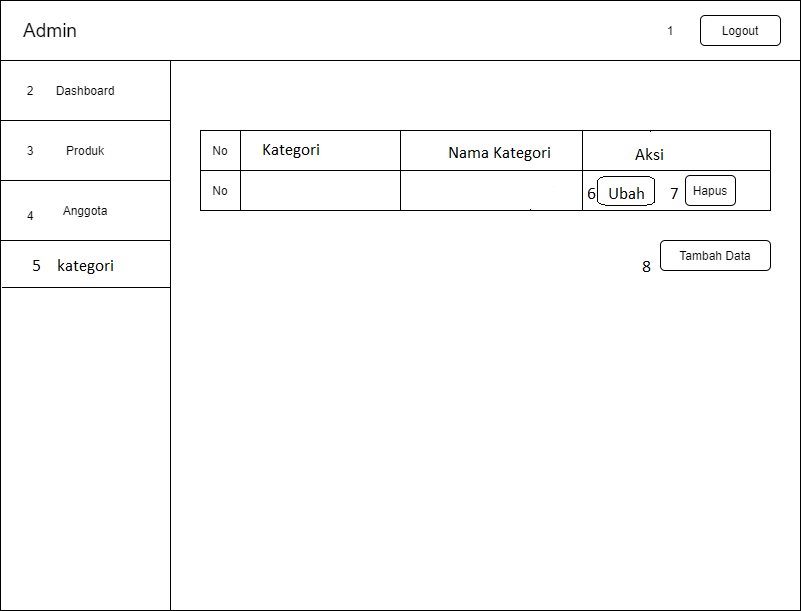 Admin
1 Logout
2 Dashboard
3 Produk
4 Anggota
5 kategori
No Kategori Nama Kategori Aksi
No 6 Ubah 7 Hapus
8 Tambah Data